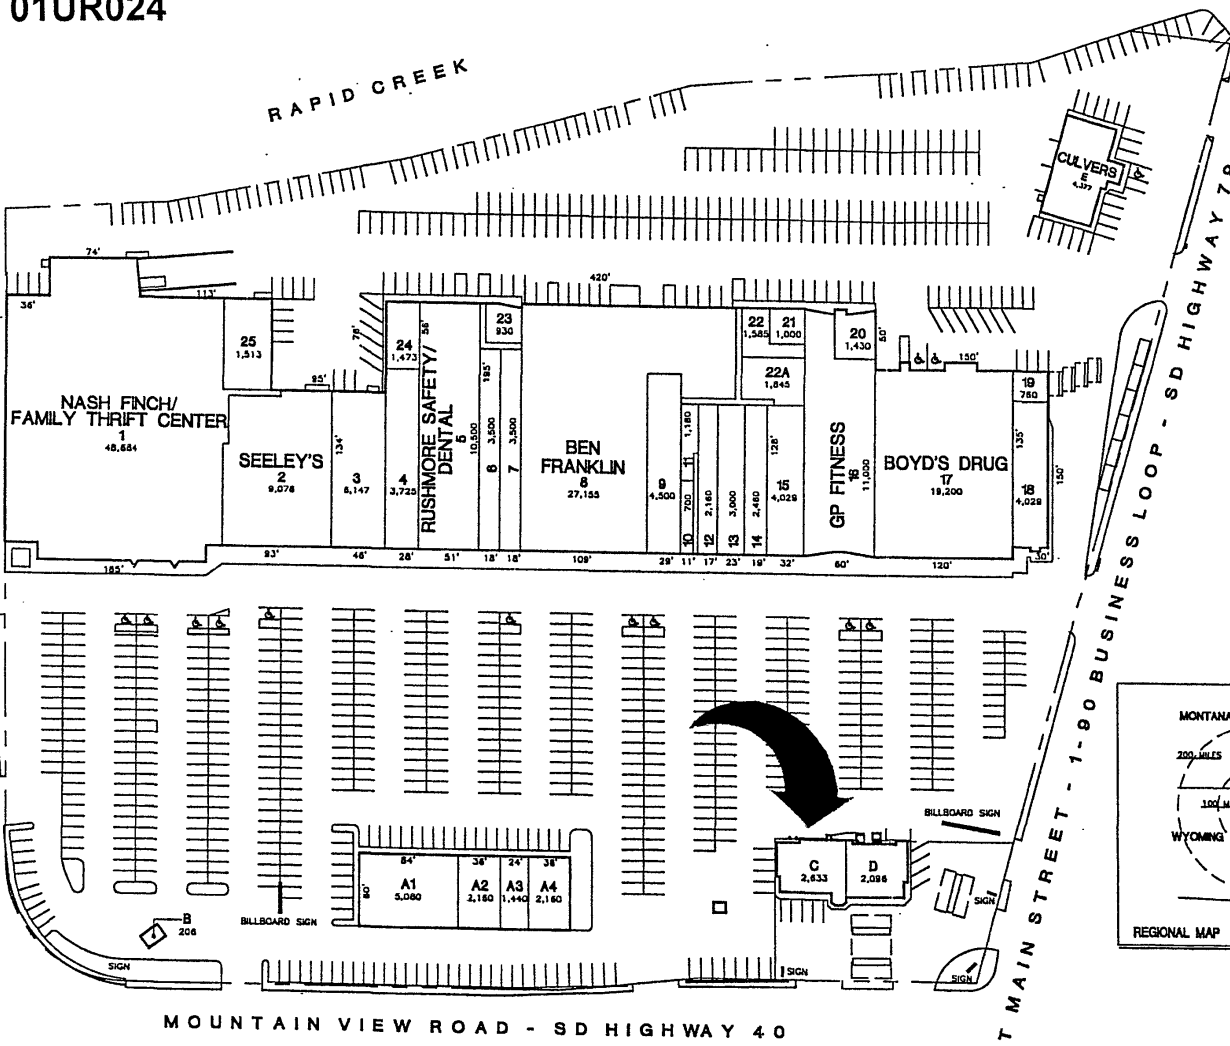 01UR024
RAPID CREEK
CULVERS
E
4,377
74'
36'
113'
420'
78'
95'
25
1,513
NASH FINCH/
FAMILY THRIFT CENTER
1
48,684
SEELEY'S
2
9,076
134'
3
6,147
24
1,473
4
3,725
56'
RUSHMORE SAFETY/
DENTAL
5
10,500
195'
6
3,500
7
3,500
23
930
BEN
FRANKLIN
8
27,155
9
4,500
10
700
11
1,180
12
2,160
13
3,000
14
2,460
128'
15
4,029
22
1,585
21
1,000
22A
1,845
20
1,430
50'
GP FITNESS
16
11,000
150'
BOYD'S DRUG
17
19,200
19
750
135'
18
4,029
150'
30'
185'
93'
46'
28'
51'
18'
18'
109'
29'
11'
17'
23'
19'
32'
60'
120'
84'
36'
24'
36'
60'
A1
5,060
A2
2,160
A3
1,440
A4
2,160
B
206
BILLBOARD SIGN
SIGN
C
2,633
D
2,096
BILLBOARD SIGN
SIGN
SIGN
SIGN
MOUNTAIN VIEW ROAD - SD HIGHWAY 40
T MAIN STREET - 1-90 BUSINESS LOOP - SD HIGHWAY 79
MONTANA
200 MILES
100 M
WYOMING
REGIONAL MAP